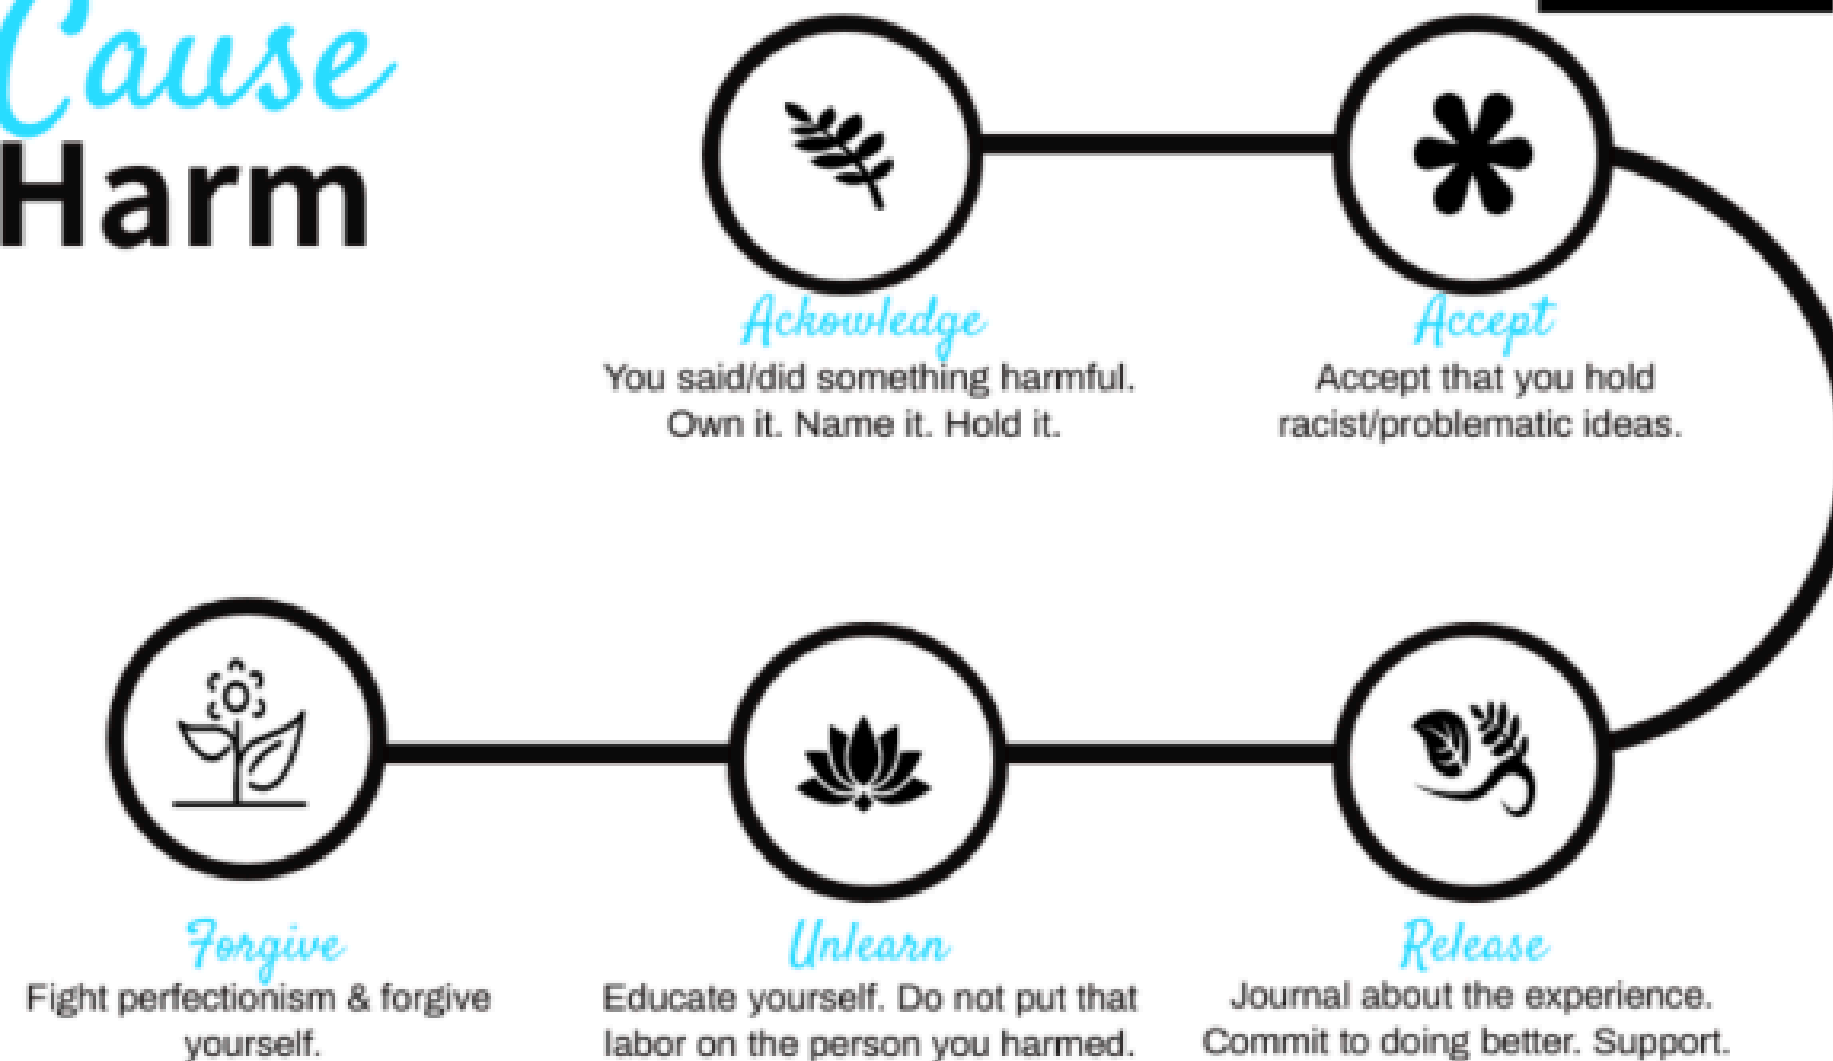 Cause
Harm
Ackowledge
You said/did something harmful.
Own it. Name it. Hold it.
Accept
Accept that you hold
racist/problematic ideas.
Release
Journal about the experience.
Commit to doing better. Support.
Unlearn
Educate yourself. Do not put that
labor on the person you harmed.
Forgive
Fight perfectionism & forgive
yourself.